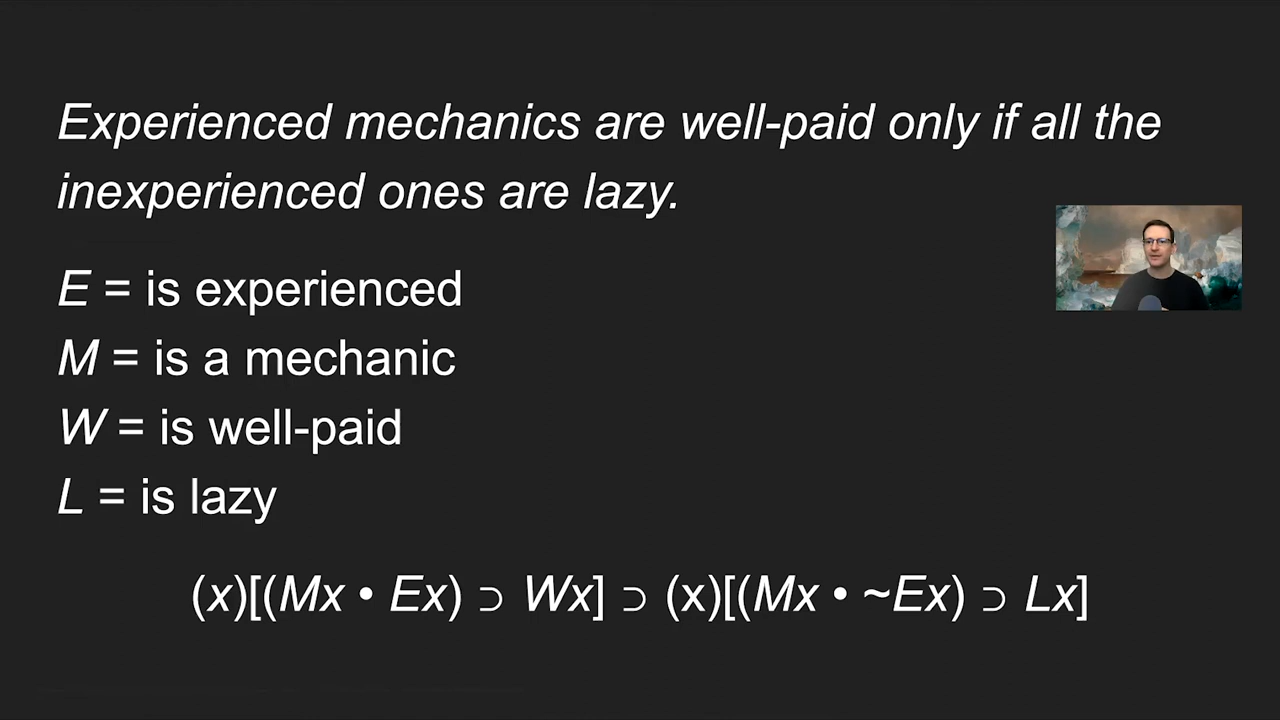 Experienced mechanics are well-paid only if all the
inexperienced ones are lazy.
E = is experienced
M = is a mechanic
W = is well-paid
L = is lazy
(x)[(Mx • Ex) ⊃ Wx] ⊃ (x)[(Mx • ~Ex) ⊃ Lx]